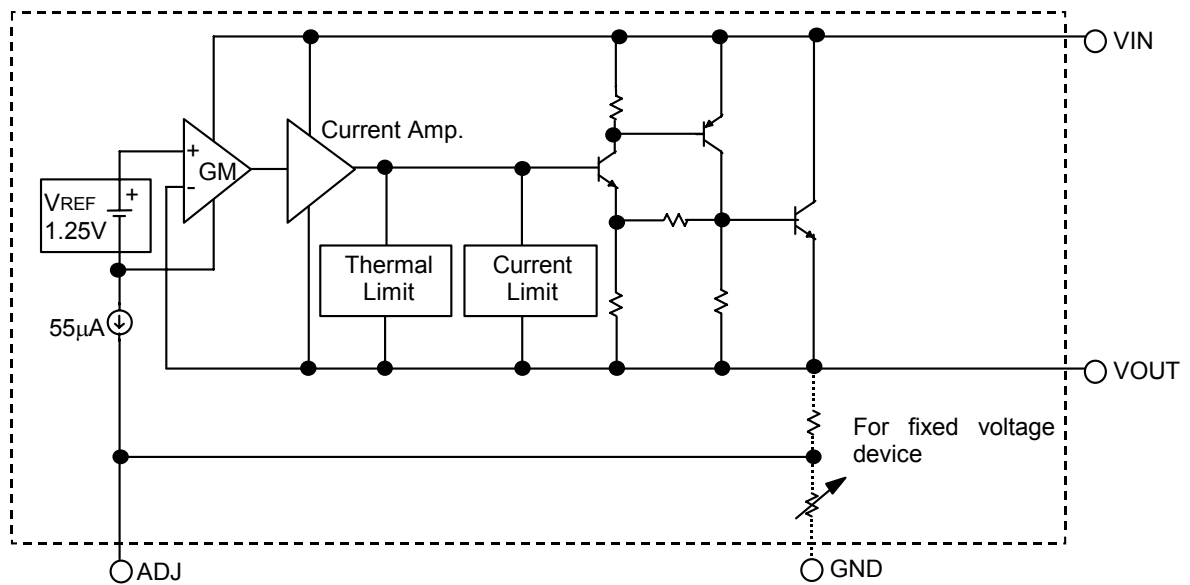 VIN
Current Amp.
+
GM
-
VREF
+
1.25V
Thermal
Limit
Current
Limit
55μA
VOUT
For fixed voltage
device
ADJ
GND